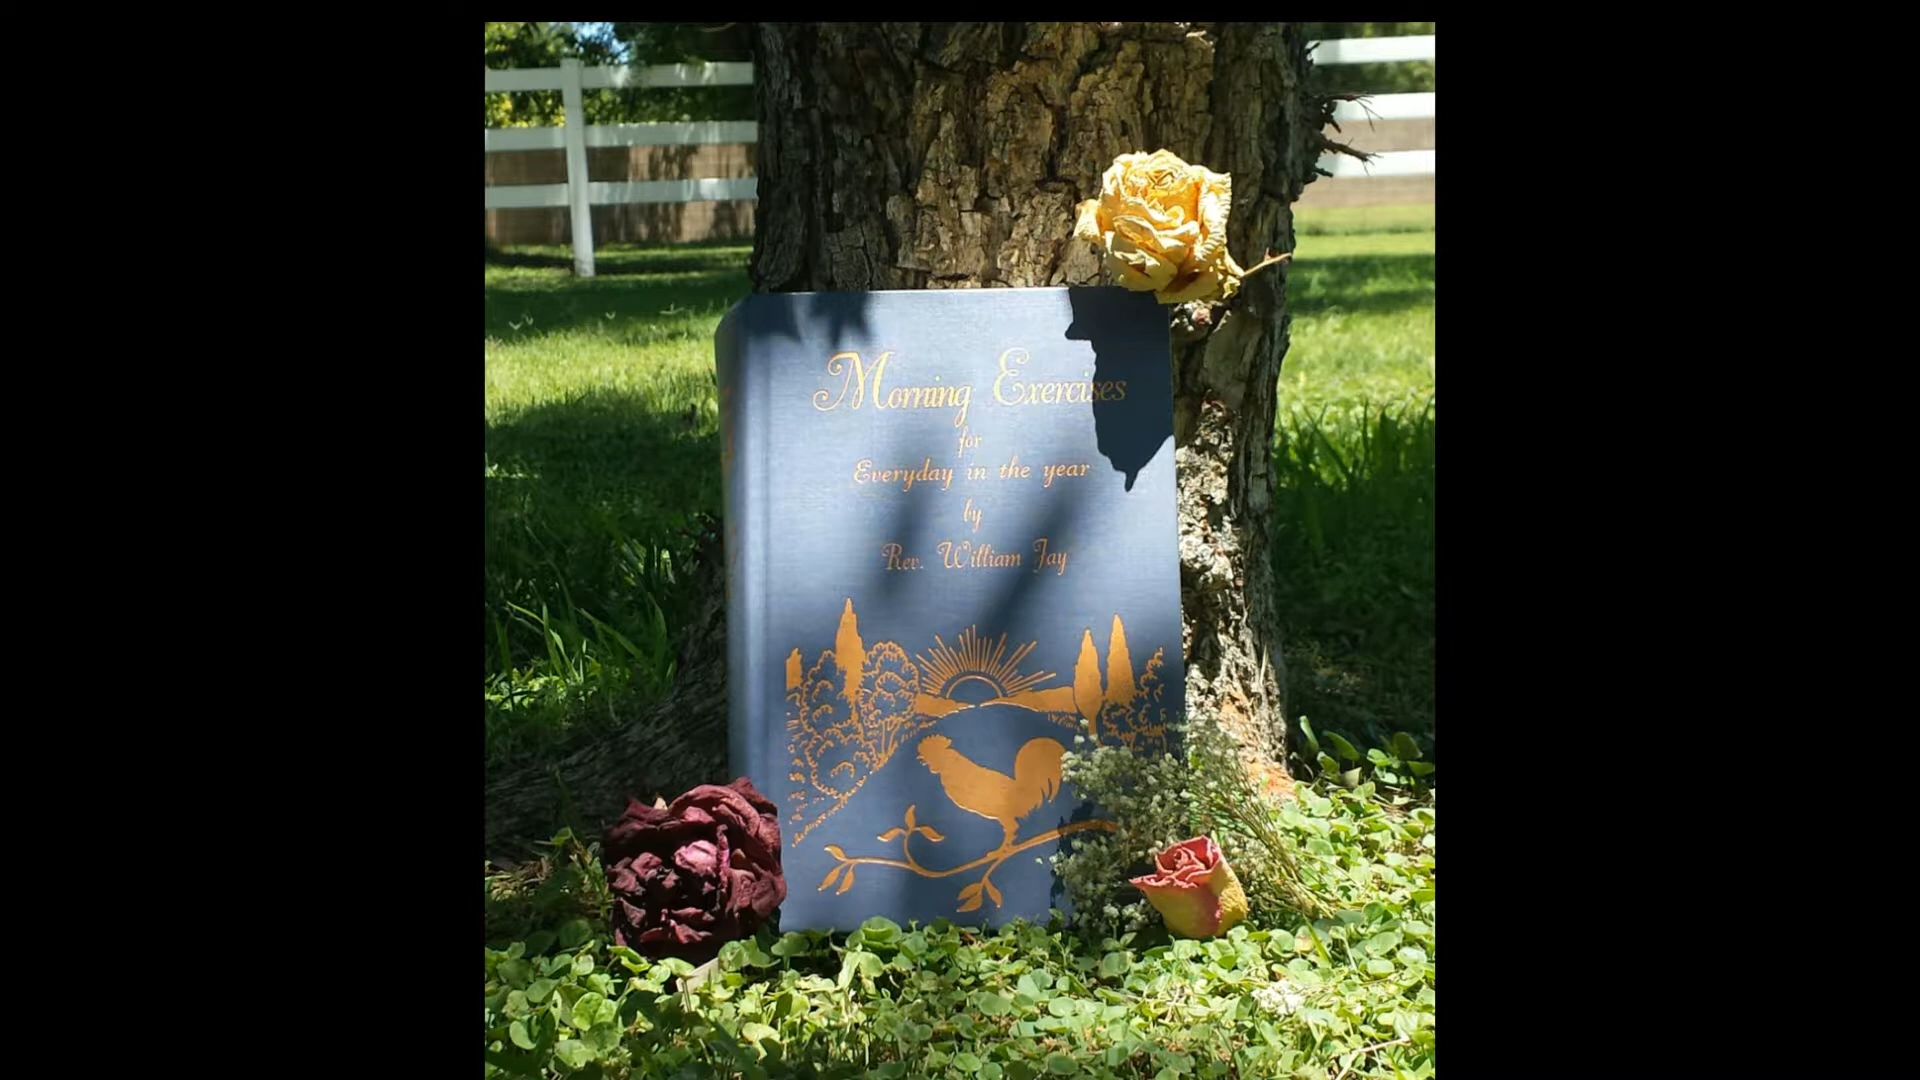 Morning Exercises
for
Everyday in the year
by
Rev. William Jay